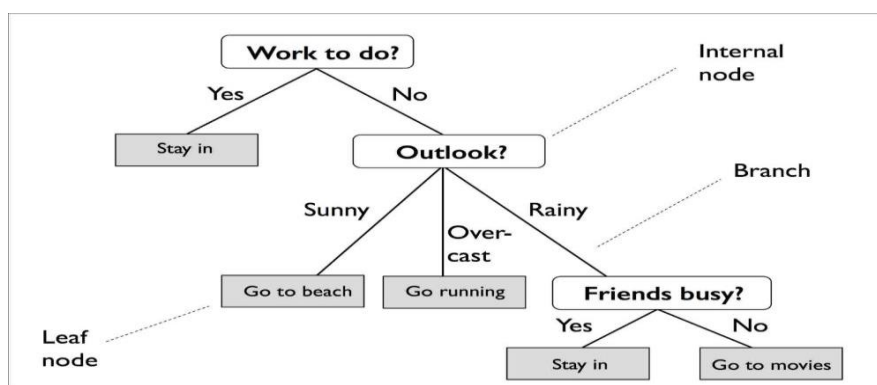 Work to do?
Internal
node
Yes
No
Stay in
Outlook?
Branch
Sunny
Over-
cast
Rainy
Go to beach
Go running
Friends busy?
Leaf
node
Yes
No
Stay in
Go to movies